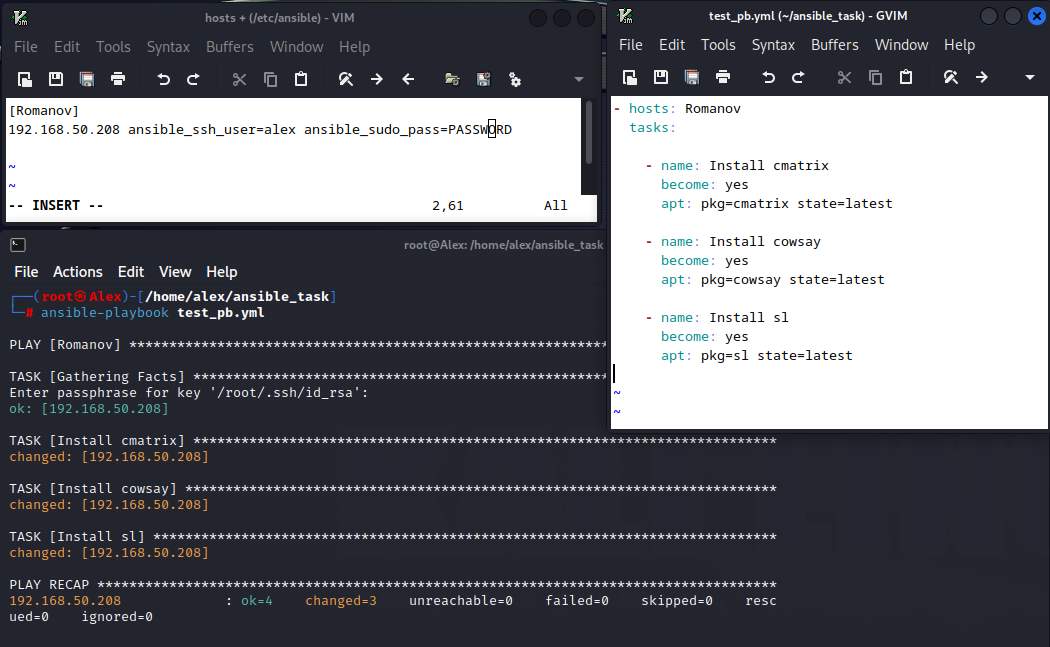 hosts + (/etc/ansible) - VIM
File Edit Tools Syntax Buffers Window Help
[Romanov]
192.168.50.208 ansible_ssh_user=alex ansible_sudo_pass=PASSWORD
~
~
-- INSERT -- 2,61 All
test_pb.yml (~/ansible_task) - GVIM
File Edit Tools Syntax Buffers Window Help
- hosts: Romanov
tasks:
- name: Install cmatrix
become: yes
apt: pkg=cmatrix state=latest
- name: Install cowsay
become: yes
apt: pkg=cowsay state=latest
- name: Install sl
become: yes
apt: pkg=sl state=latest
~
~
root@Alex: /home/alex/ansible_task
File Actions Edit View Help
┌──(root㉿Alex)-[/home/alex/ansible_task]
└─# ansible-playbook test_pb.yml
PLAY [Romanov] ************************************************************
TASK [Gathering Facts] ****************************************************
Enter passphrase for key '/root/.ssh/id_rsa':
ok: [192.168.50.208]
TASK [Install cmatrix] *************************************************************************
changed: [192.168.50.208]
TASK [Install cowsay] **************************************************************************
changed: [192.168.50.208]
TASK [Install sl] ******************************************************************************
changed: [192.168.50.208]
PLAY RECAP *************************************************************************************
192.168.50.208 : ok=4 changed=3 unreachable=0 failed=0 skipped=0 resc
ued=0 ignored=0